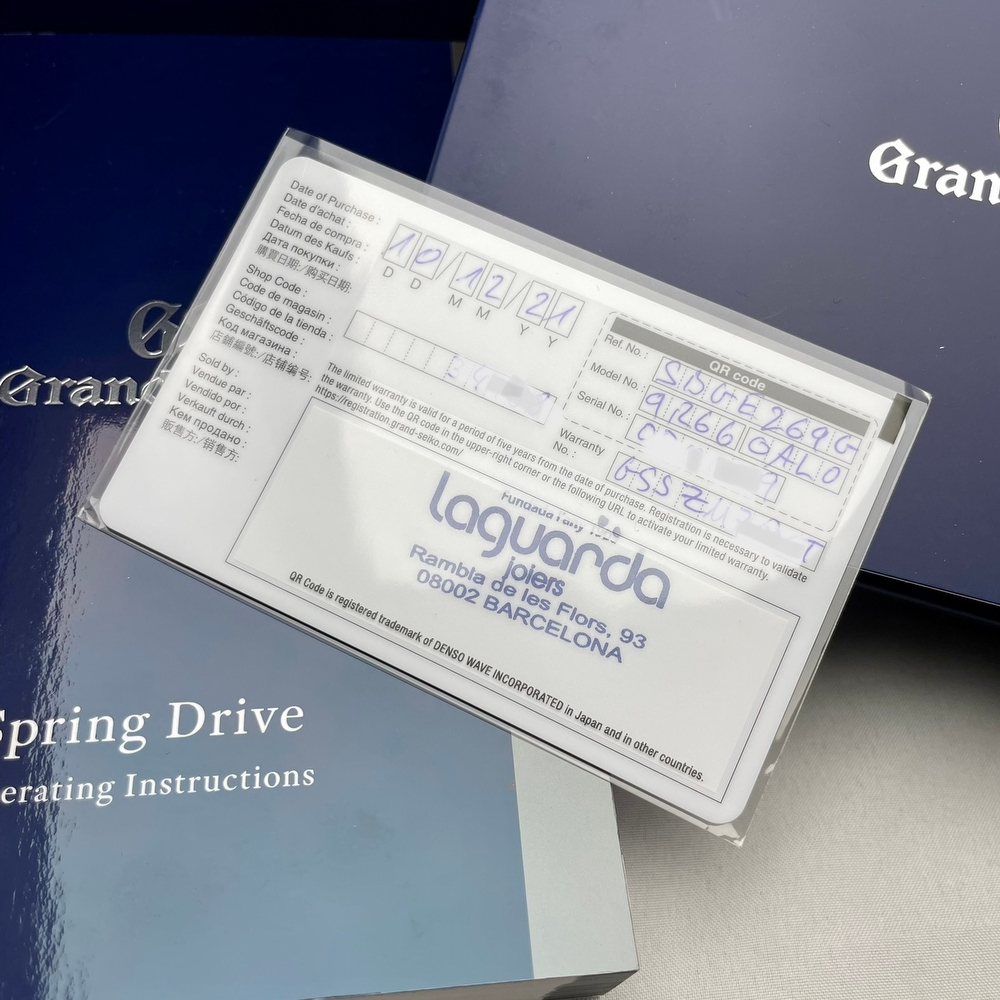 Gran
G
Grand
Date of Purchase :
Date d'achat :
Fecha de compra :
Datum des Kaufs :
Дата покупки :
購買日期:/购买日期:
10/12/21
D D M M Y Y
Shop Code :
Code de magasin :
Código de la tienda :
Geschäftscode :
Код магазина :
店鋪編號:/店铺编号:
QR code
Ref. No. :
Model No. : SBGE269G
Serial No. : 9R660AL0
Warranty
No. :
The limited warranty is valid for a period of five years from the date of purchase. Registration is necessary to validate
the warranty. Use the QR code in the upper-right corner or the following URL to activate your limited warranty.
https://registration.grand-seiko.com/
Sold by :
Vendue par :
Vendido por :
Verkauft durch :
Кем продано :
販售方:/销售方:
laguarda
joiers
Rambla de les Flors, 93
08002 BARCELONA
QR Code is registered trademark of DENSO WAVE INCORPORATED in Japan and in other countries.
Spring Drive
erating Instructions